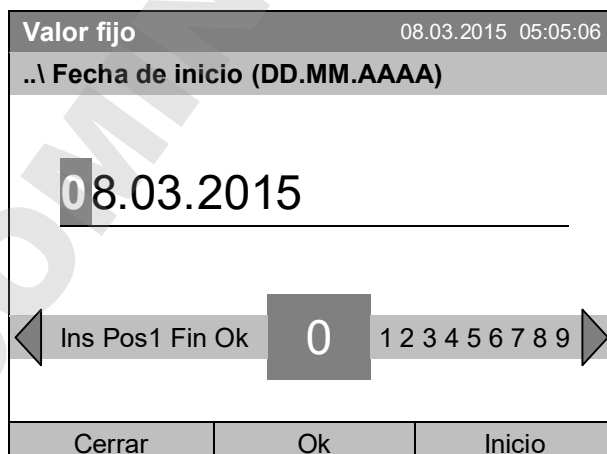 Valor fijo 08.03.2015 05:05:06
..\ Fecha de inicio (DD.MM.AAAA)
08.03.2015
Ins Pos1 Fin Ok 0 1 2 3 4 5 6 7 8 9
Cerrar Ok Inicio